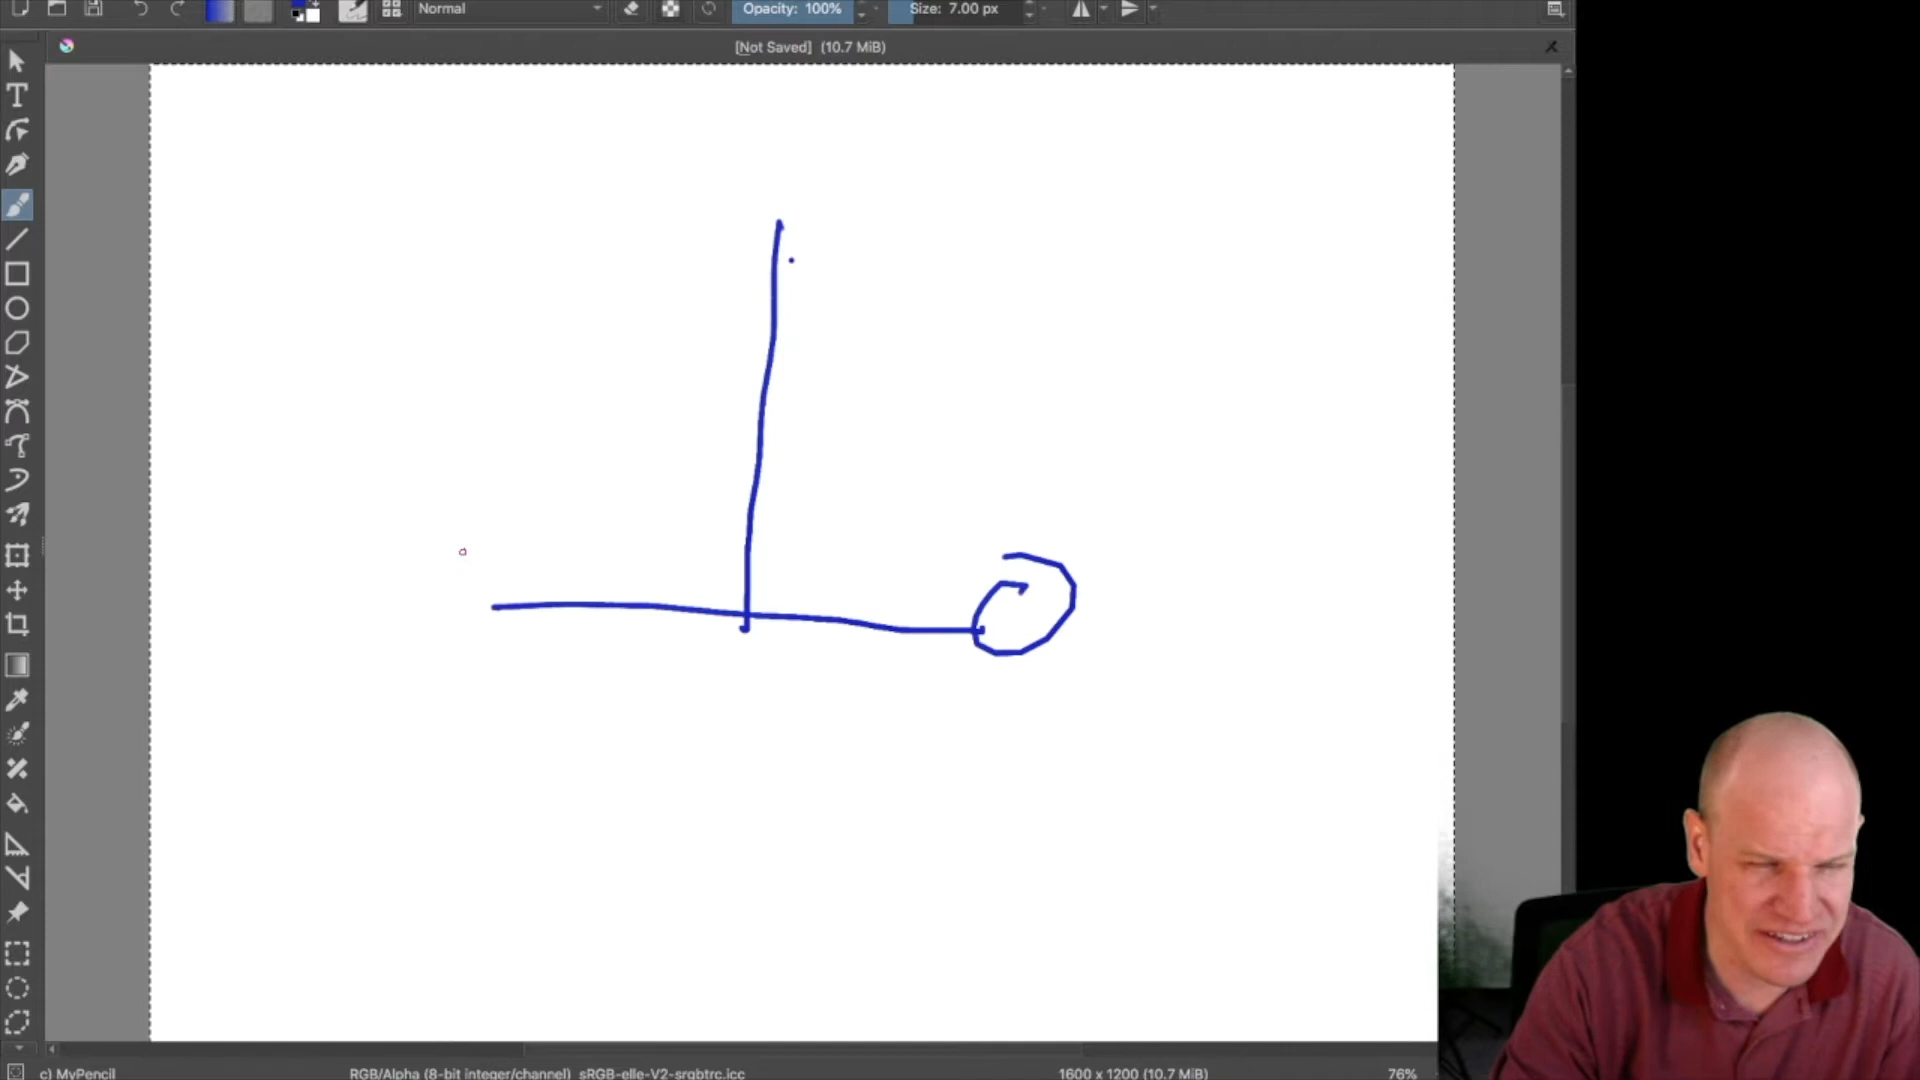 Normal
Opacity: 100%
Size: 7.00 px
[Not Saved] (10.7 MiB)
c) MyPencil
RGB/Alpha (8-bit integer/channel) sRGB-elle-V2-srgbtrc.icc
1600 x 1200 (10.7 MiB)
76%